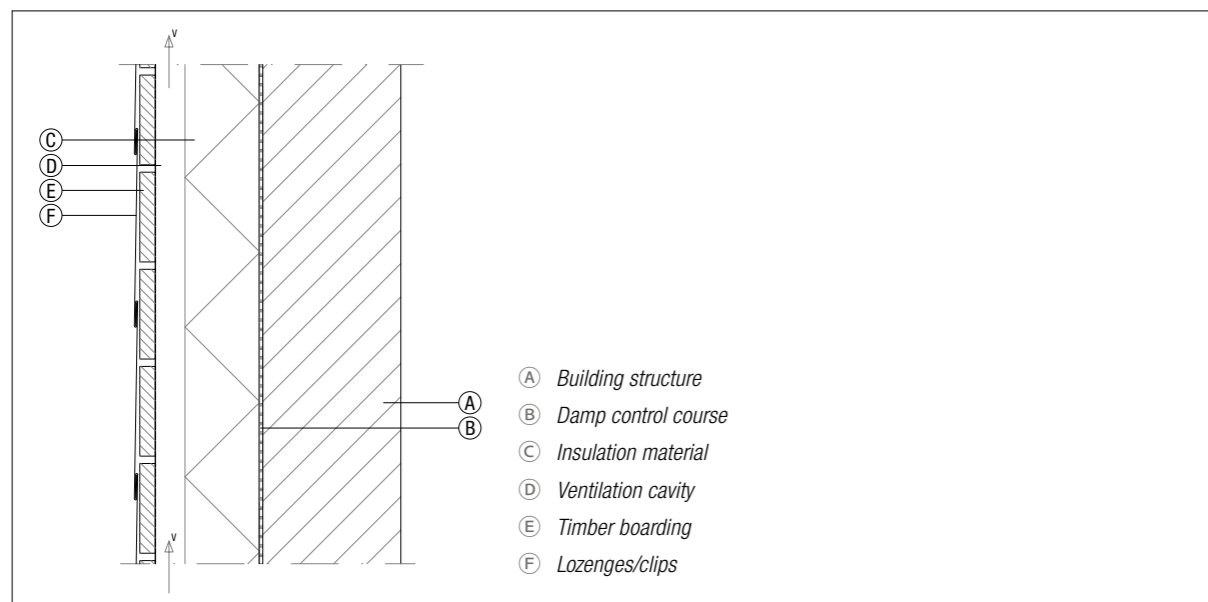 v
C
D
E
F
A
B
A Building structure
B Damp control course
C Insulation material
D Ventilation cavity
E Timber boarding
F Lozenges/clips
v